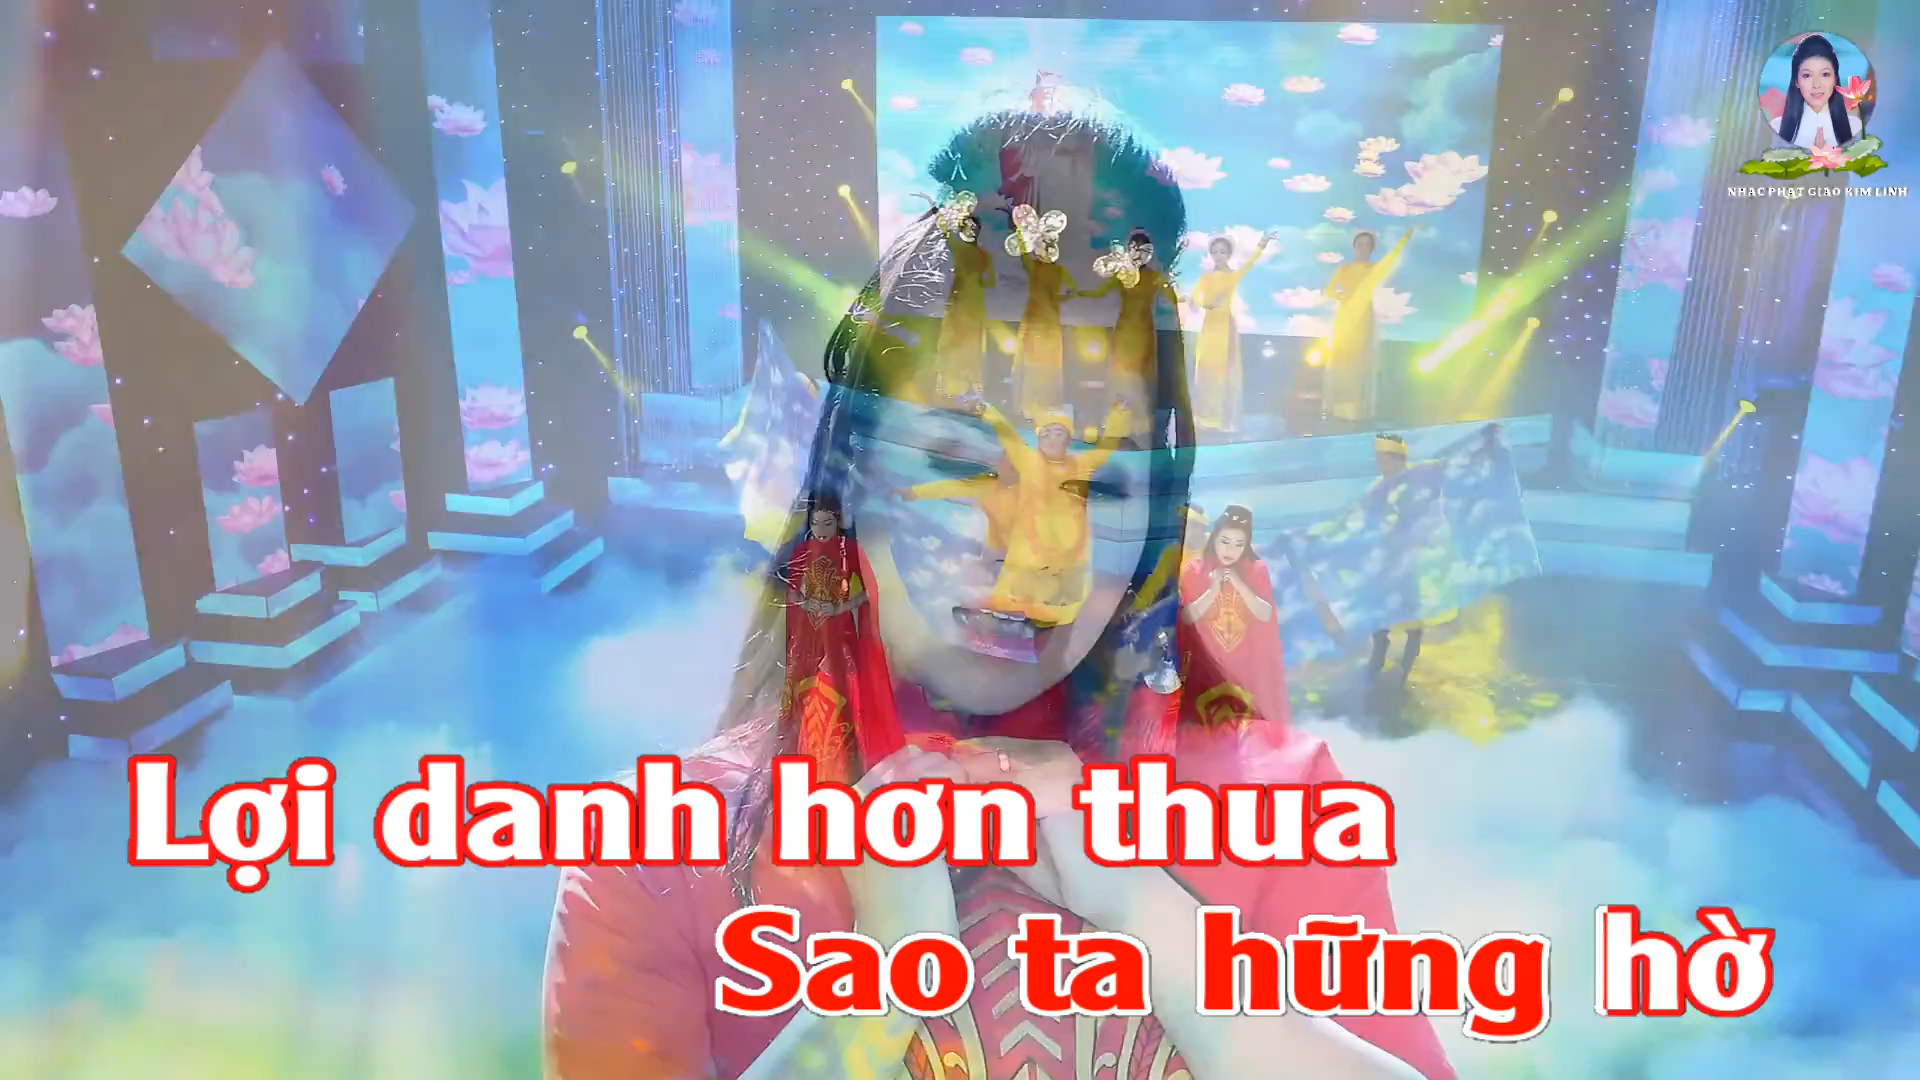 NHẠC PHẬT GIÁO KIM LINH
Lợi danh hơn thua
Sao ta hững hờ